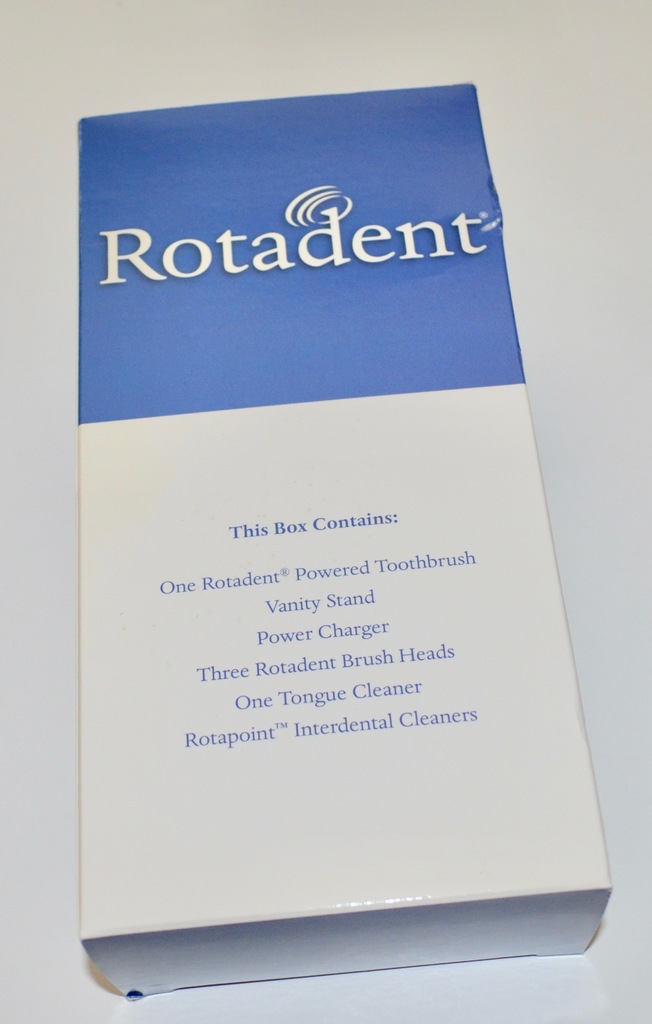 Rotadent®
This Box Contains:
One Rotadent® Powered Toothbrush
Vanity Stand
Power Charger
Three Rotadent Brush Heads
One Tongue Cleaner
Rotapoint™ Interdental Cleaners